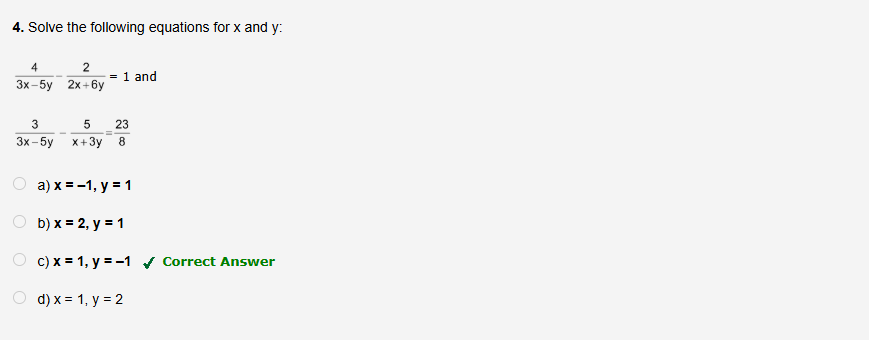 4. Solve the following equations for x and y:
4/(3x−5y) − 2/(2x+6y) = 1 and
3/(3x−5y) − 5/(x+3y) = 23/8
a) x = −1, y = 1
b) x = 2, y = 1
c) x = 1, y = −1 ✓ Correct Answer
d) x = 1, y = 2